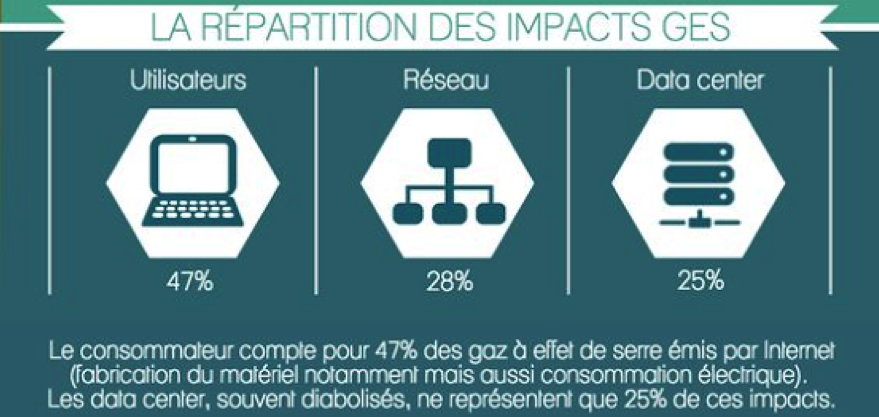 LA RÉPARTITION DES IMPACTS GES
Utilisateurs Réseau Data center
47% 28% 25%
Le consommateur compte pour 47% des gaz à effet de serre émis par Internet
(fabrication du matériel notamment mais aussi consommation électrique).
Les data center, souvent diabolisés, ne représentent que 25% de ces impacts.